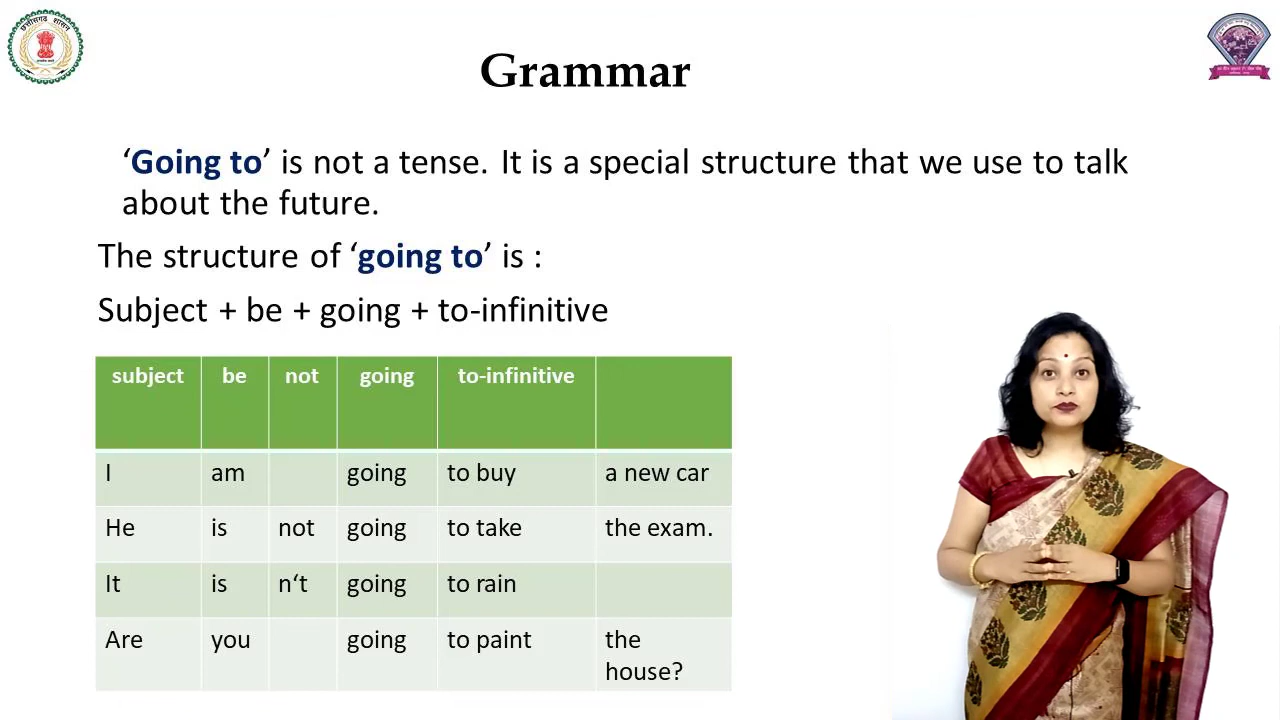 छत्तीसगढ़ शासन
Grammar
‘Going to’ is not a tense. It is a special structure that we use to talk
about the future.
The structure of ‘going to’ is :
Subject + be + going + to-infinitive
subject be not going to-infinitive
I am going to buy a new car
He is not going to take the exam.
It is n‘t going to rain
Are you going to paint the
house?